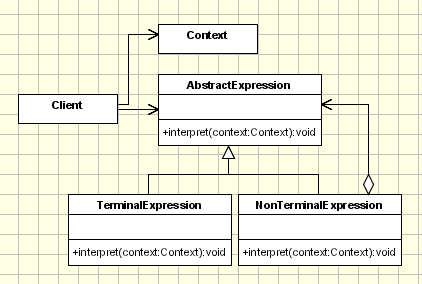 Context
AbstractExpression
Client
+interpret(context:Context):void
TerminalExpression
NonTerminalExpression
+interpret(context:Context):void
+interpret(context:Context):void